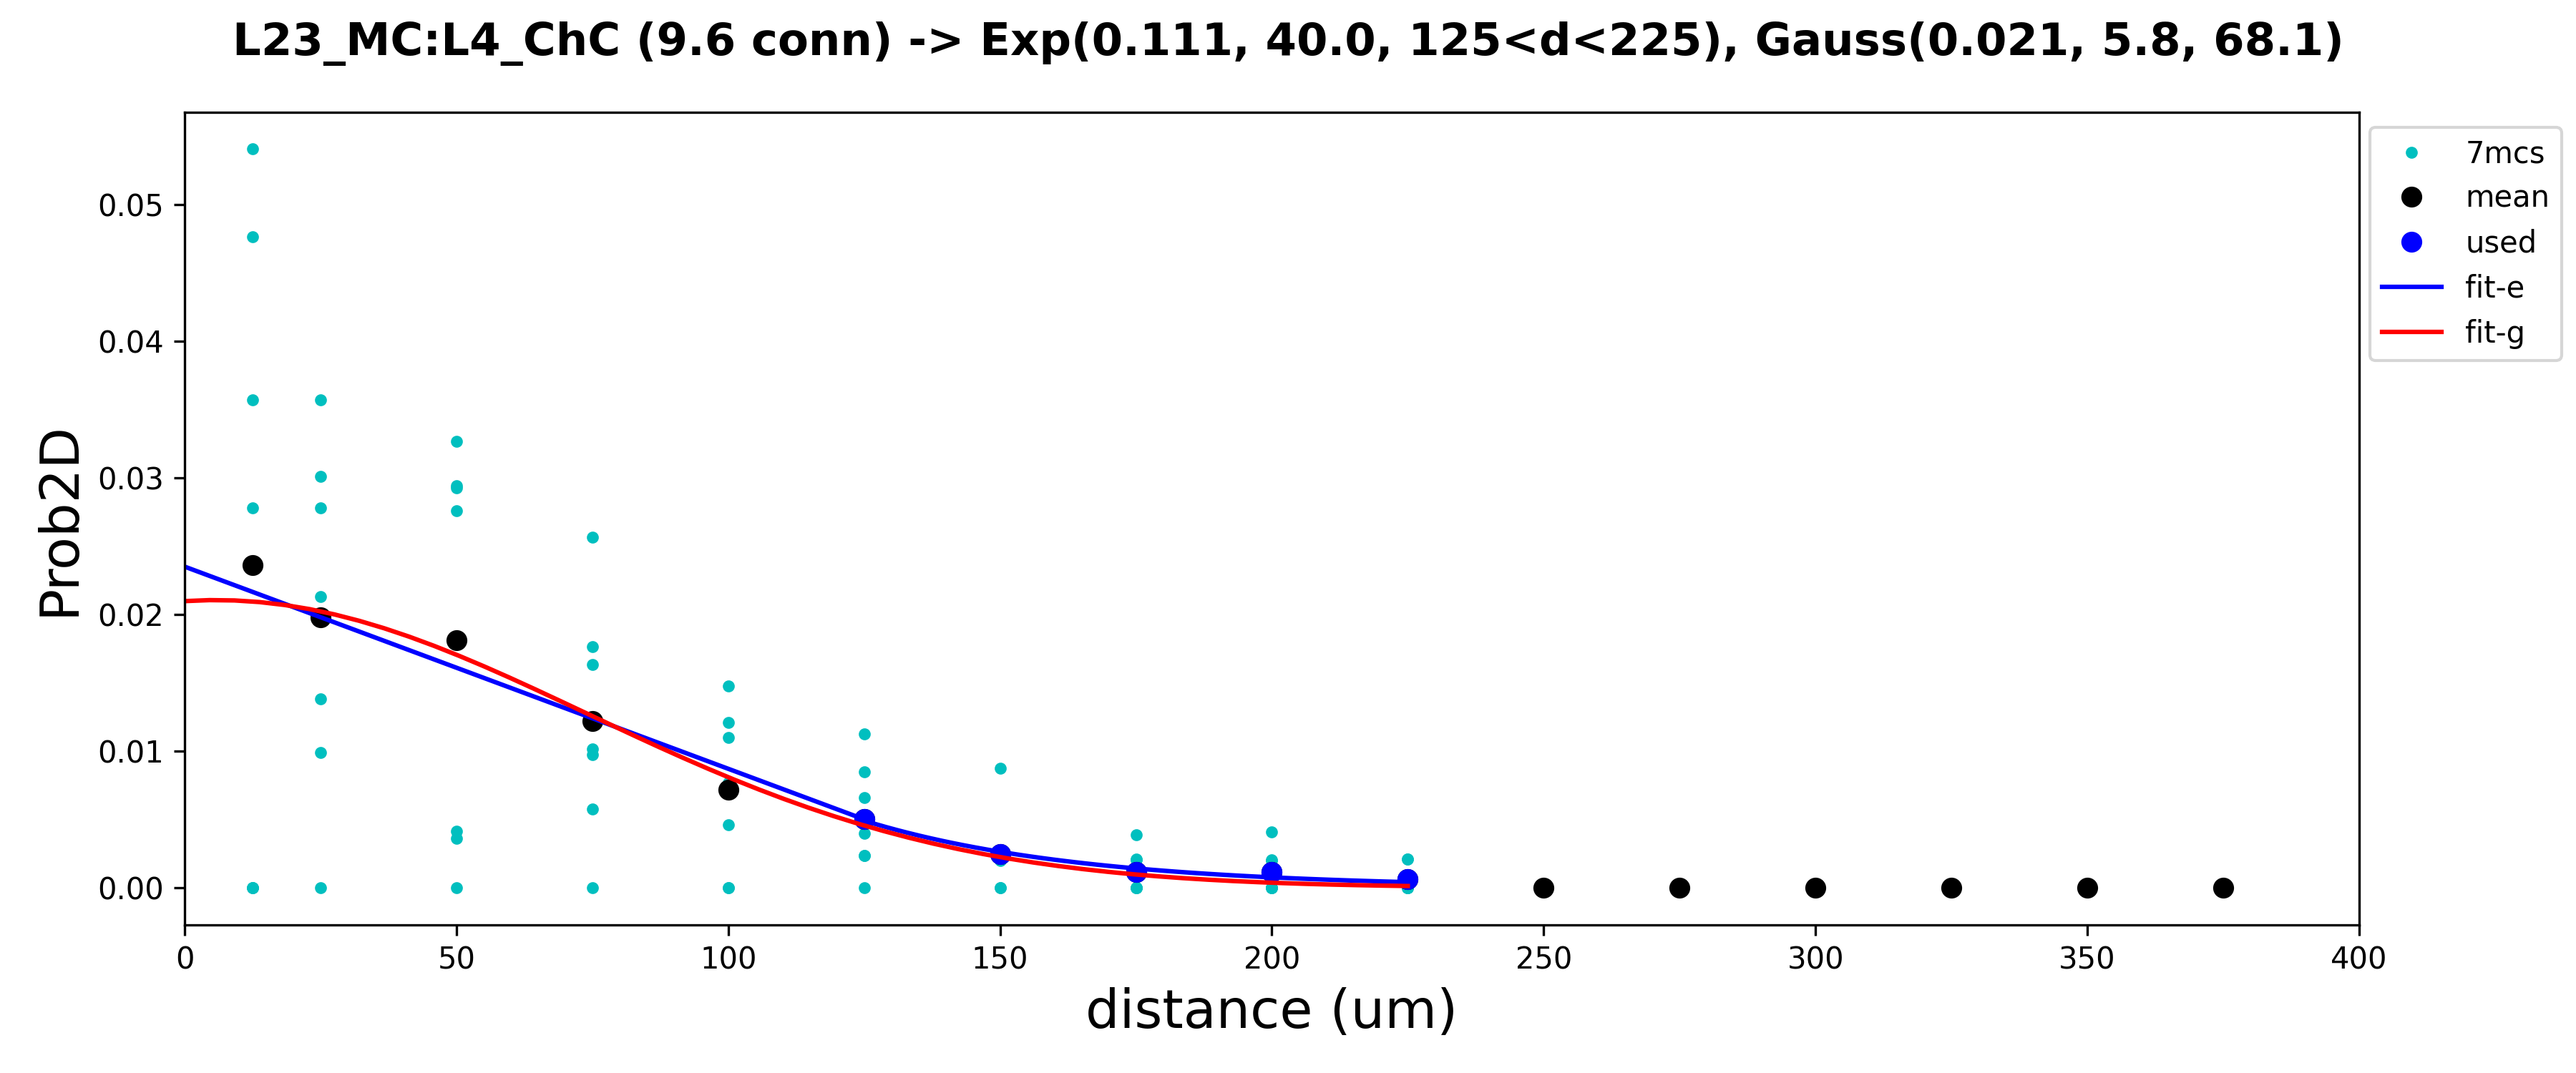 L23_MC:L4_ChC (9.6 conn) -> Exp(0.111, 40.0, 125<d<225), Gauss(0.021, 5.8, 68.1)
7mcs
mean
used
fit-e
fit-g
Prob2D
0.05
0.04
0.03
0.02
0.01
0.00
0 50 100 150 200 250 300 350 400
distance (um)